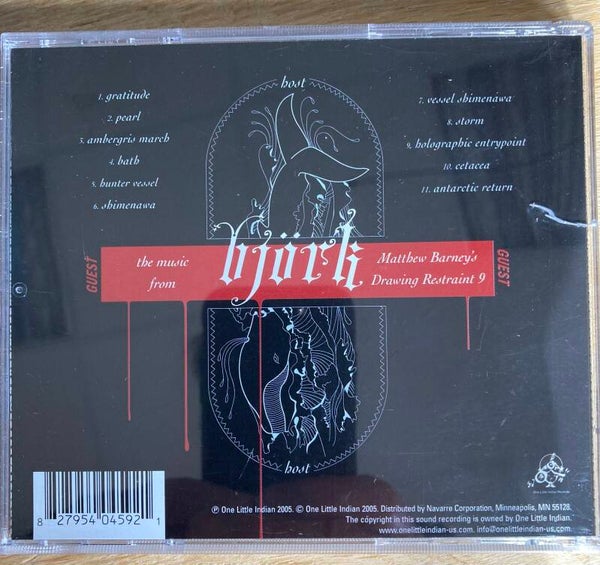 host
1. gratitude
2. pearl
3. ambergris march
4. bath
5. hunter vessel
6. shimenawa
7. vessel shimenawa
8. storm
9. holographic entrypoint
10. cetacea
11. antarctic return
GUEST
the music
from
björk
Matthew Barney's
Drawing Restraint 9
GUEST
host
8 27954 04592 1
℗ One Little Indian 2005. © One Little Indian 2005. Distributed by Navarre Corporation, Minneapolis, MN 55128.
The copyright in this sound recording is owned by One Little Indian.
www.onelittleindian-us.com. info@onelittleindian-us.com.
One Little Indian Records